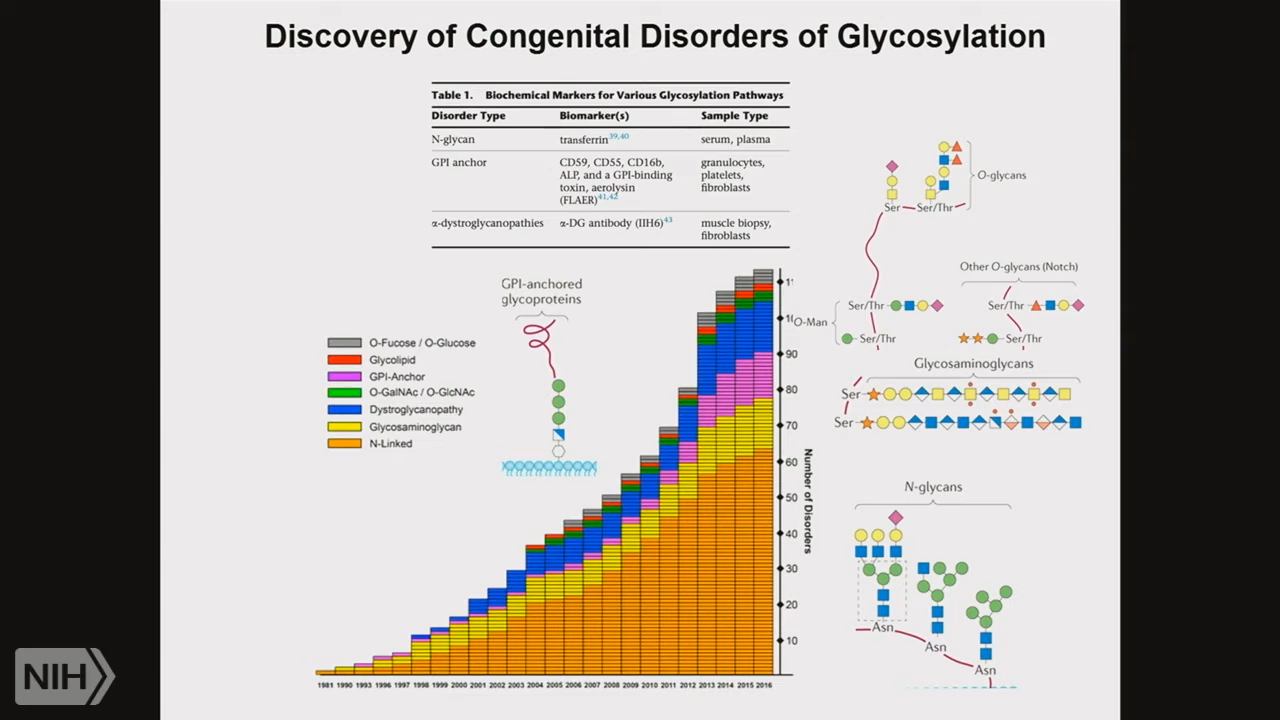 Discovery of Congenital Disorders of Glycosylation
Table 1. Biochemical Markers for Various Glycosylation Pathways
Disorder Type Biomarker(s) Sample Type
N-glycan transferrin39,40 serum, plasma
GPI anchor CD59, CD55, CD16b, granulocytes,
ALP, and a GPI-binding platelets,
toxin, aerolysin fibroblasts
(FLAER)41,42
α-dystroglycanopathies α-DG antibody (IIH6)43 muscle biopsy,
fibroblasts
GPI-anchored
glycoproteins
O-Fucose / O-Glucose
Glycolipid
GPI-Anchor
O-GalNAc / O-GlcNAc
Dystroglycanopathy
Glycosaminoglycan
N-Linked
11
10
90
80
70
60
50
40
30
20
10
Number of Disorders
1981 1990 1993 1996 1997 1998 1999 2000 2001 2002 2003 2004 2005 2006 2007 2008 2009 2010 2011 2012 2013 2014 2015 2016
O-glycans
Ser Ser/Thr
Other O-glycans (Notch)
Ser/Thr Ser/Thr
O-Man
Ser/Thr Ser/Thr
Glycosaminoglycans
Ser
Ser
N-glycans
Asn
Asn
Asn
NIH